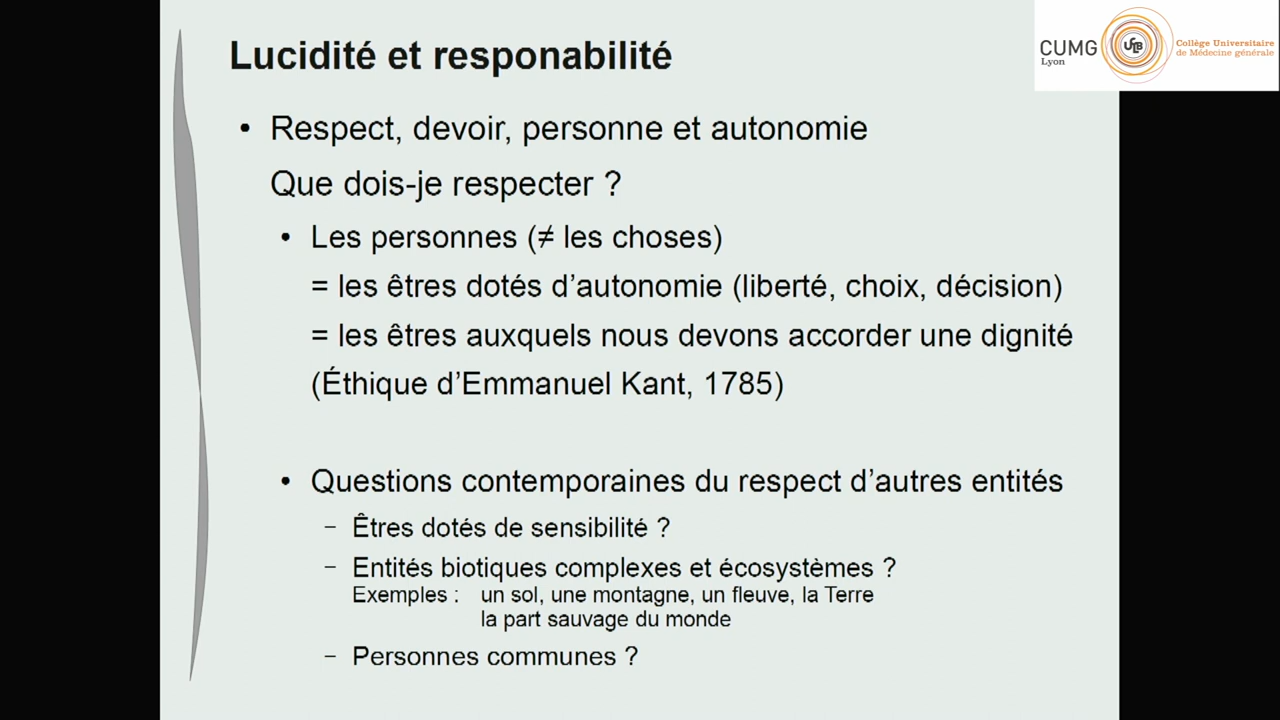 Lucidité et responabilité
CUMG
Lyon
Collège Universitaire
de Médecine générale
• Respect, devoir, personne et autonomie
Que dois-je respecter ?
• Les personnes (≠ les choses)
= les êtres dotés d’autonomie (liberté, choix, décision)
= les êtres auxquels nous devons accorder une dignité
(Éthique d’Emmanuel Kant, 1785)
• Questions contemporaines du respect d’autres entités
– Êtres dotés de sensibilité ?
– Entités biotiques complexes et écosystèmes ?
Exemples : un sol, une montagne, un fleuve, la Terre
la part sauvage du monde
– Personnes communes ?